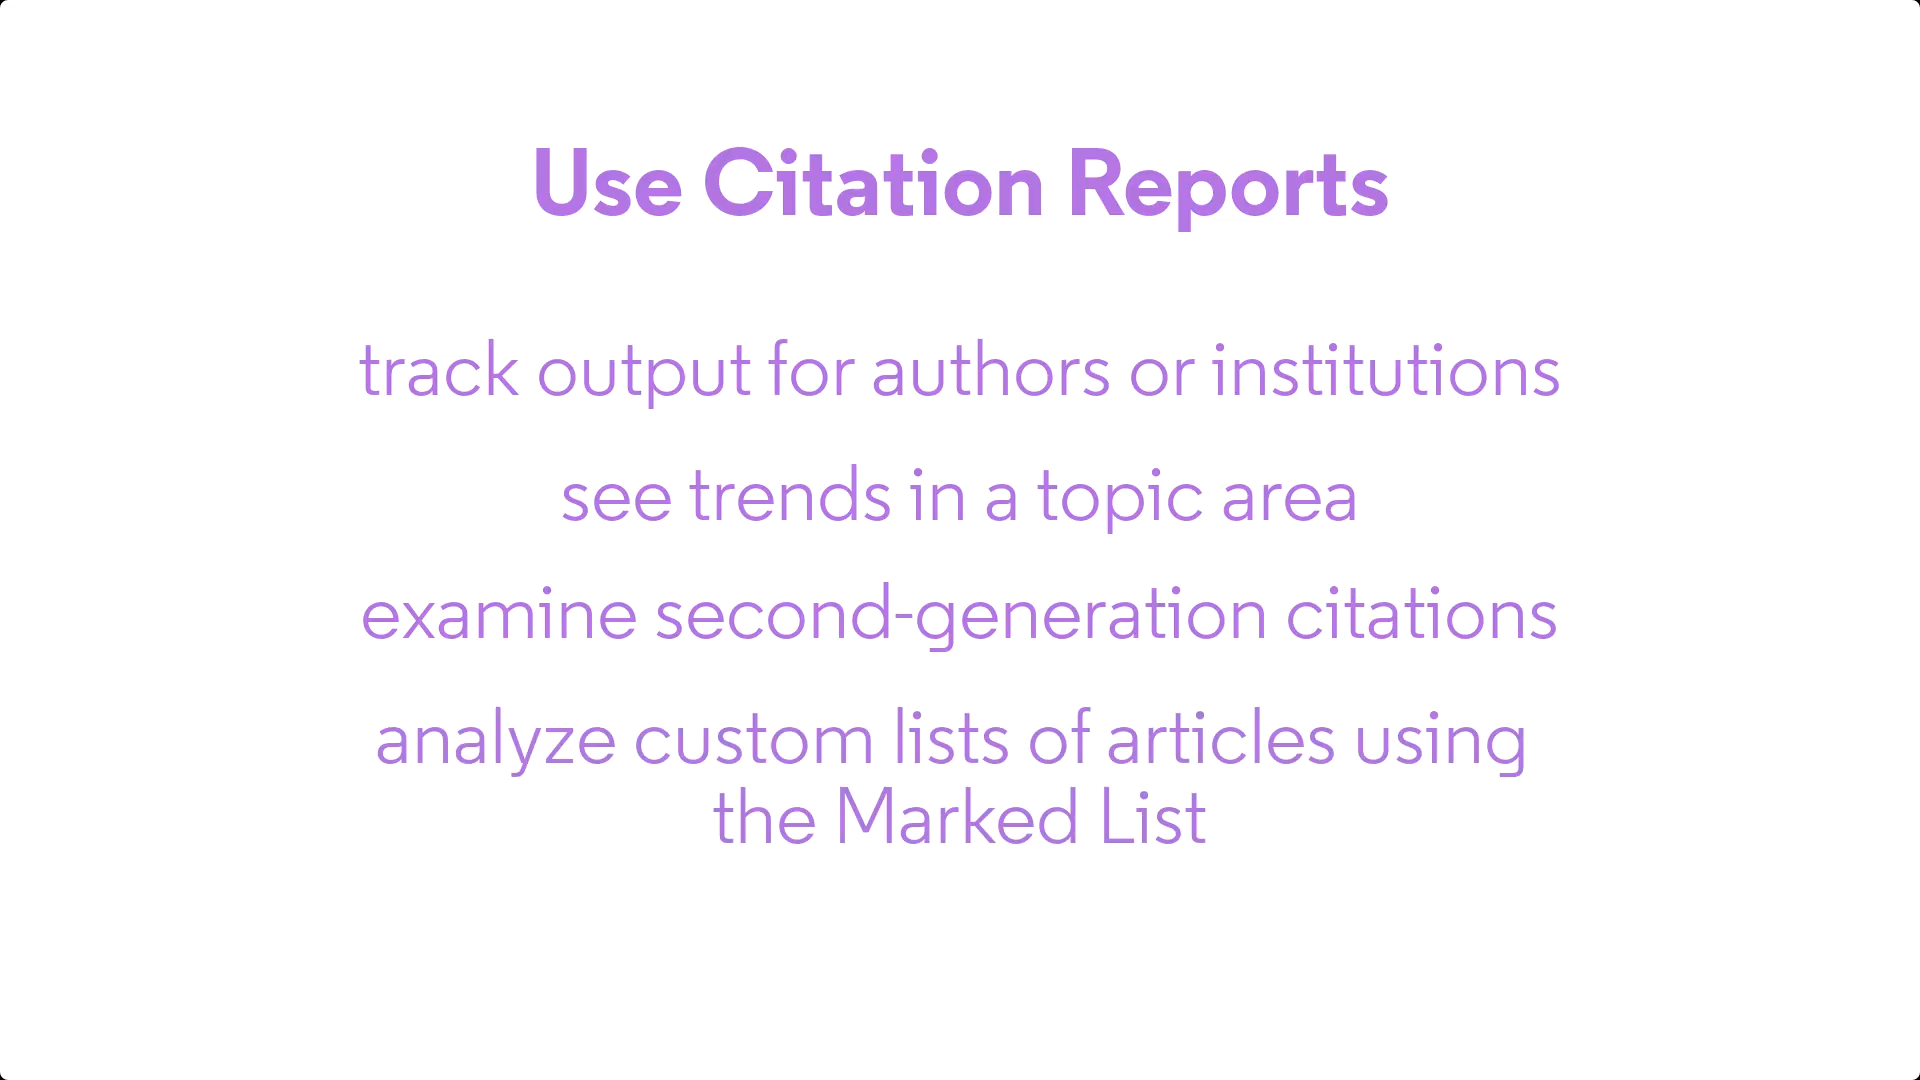 Use Citation Reports
track output for authors or institutions
see trends in a topic area
examine second-generation citations
analyze custom lists of articles using
the Marked List